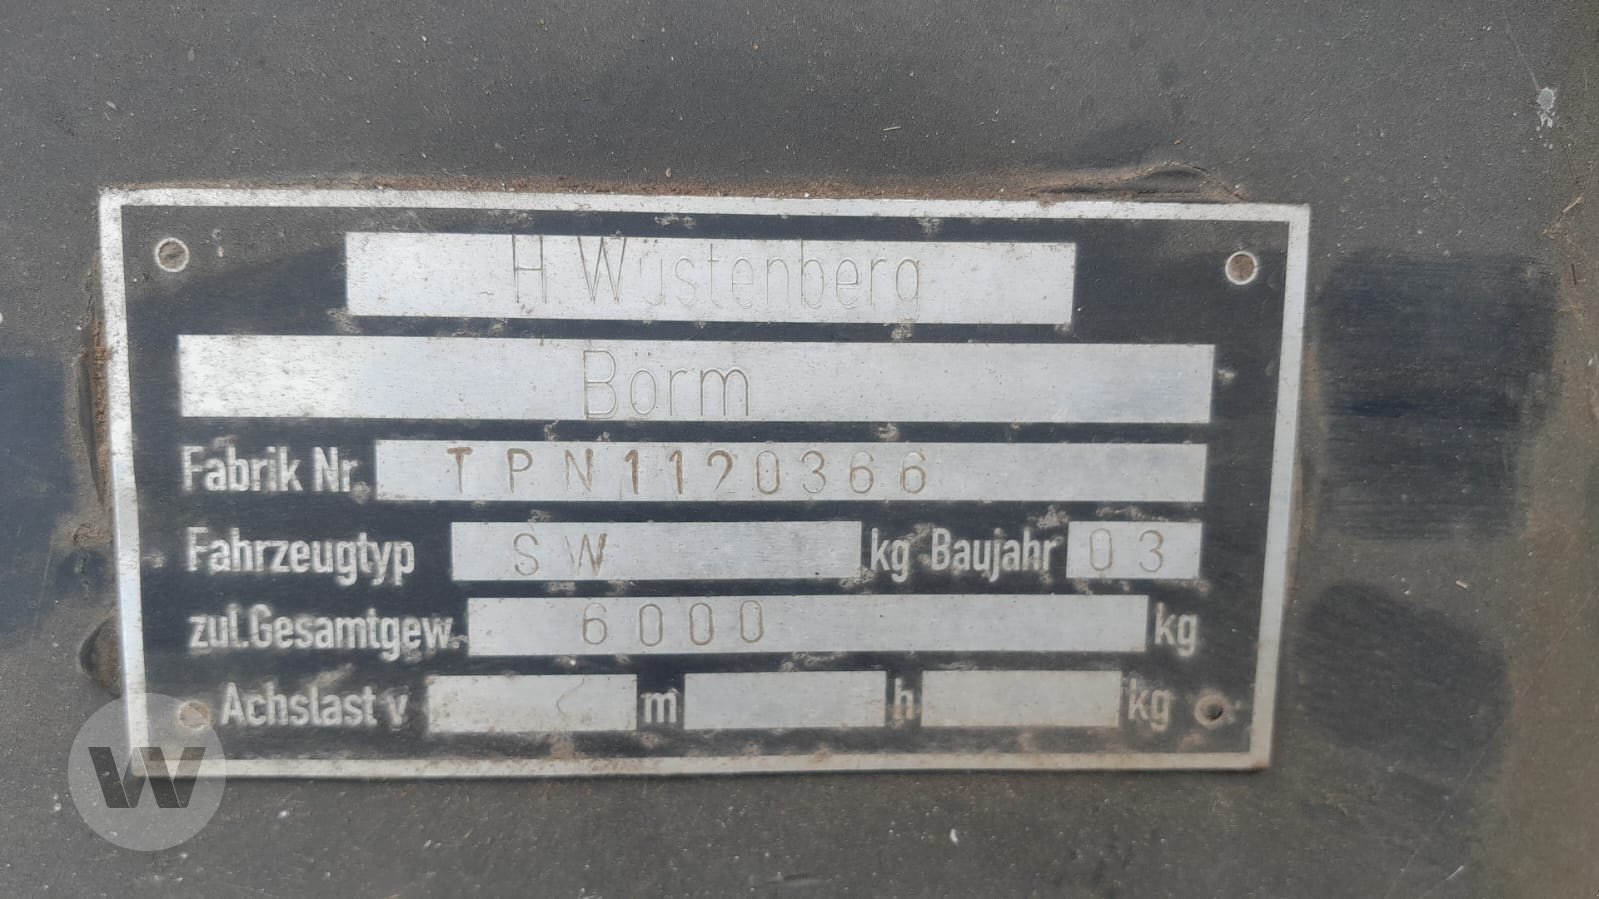 H.Wüstenberg
Börm
Fabrik Nr. TPN1120366
Fahrzeugtyp SW kg Baujahr 03
zul.Gesamtgew. 6000 kg
Achslast v m h kg
W